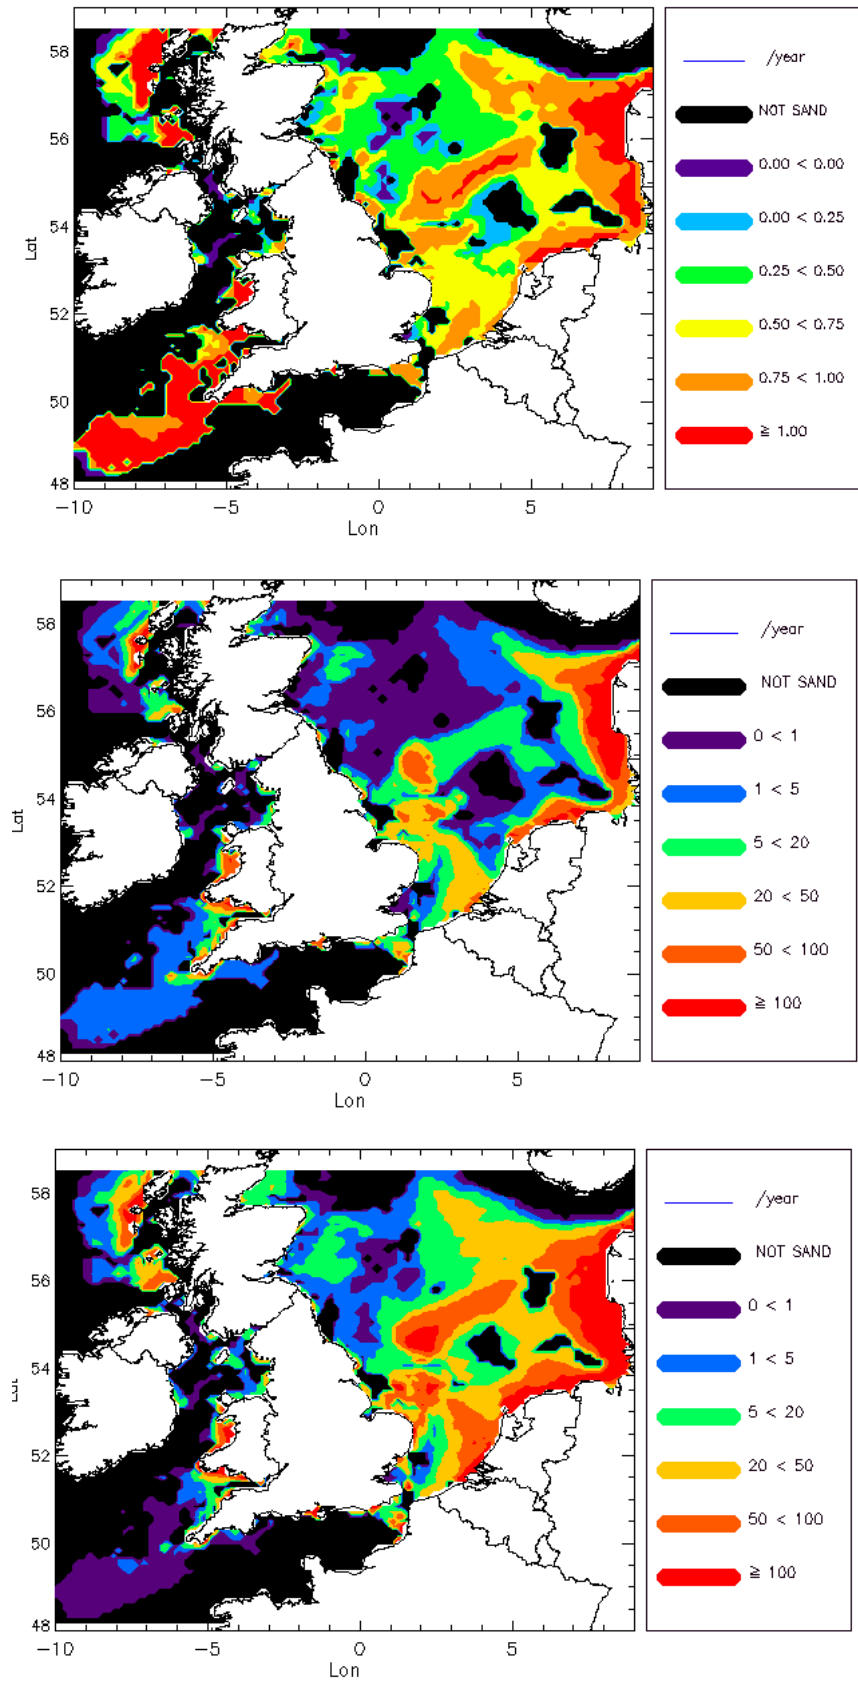 58
56
54
52
50
48
Lat
−10
−5
0
5
Lon
/year
NOT SAND
0.00 < 0.00
0.00 < 0.25
0.25 < 0.50
0.50 < 0.75
0.75 < 1.00
≧ 1.00
58
56
54
52
50
48
Lat
−10
−5
0
5
Lon
/year
NOT SAND
0 < 1
1 < 5
5 < 20
20 < 50
50 < 100
≧ 100
58
56
54
52
50
48
Lat
−10
−5
0
5
Lon
/year
NOT SAND
0 < 1
1 < 5
5 < 20
20 < 50
50 < 100
≧ 100